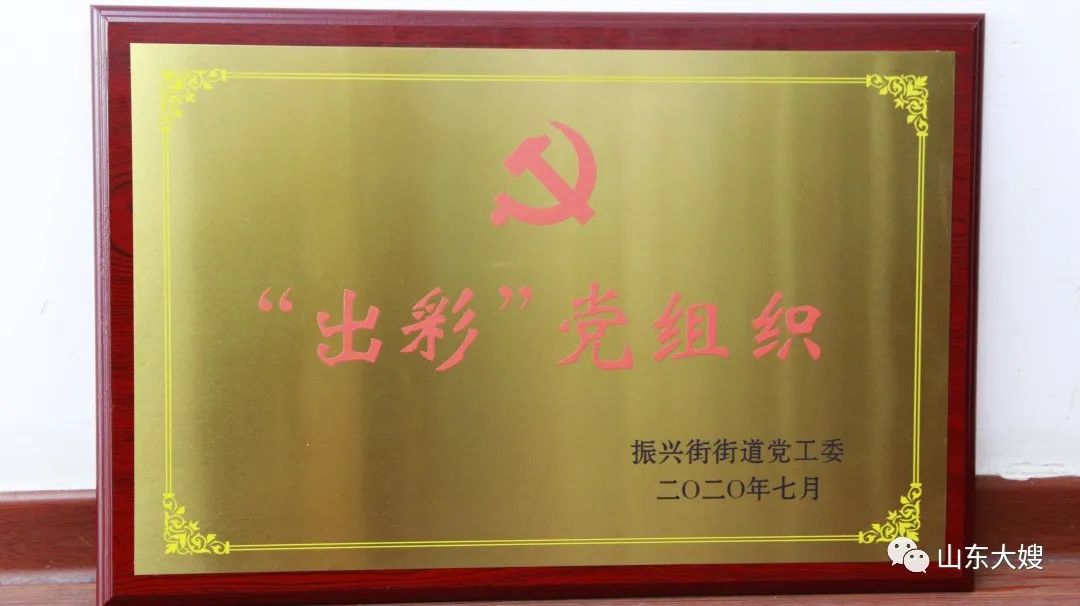 “出彩”党组织
振兴街街道党工委
二〇二〇年七月
山东大嫂